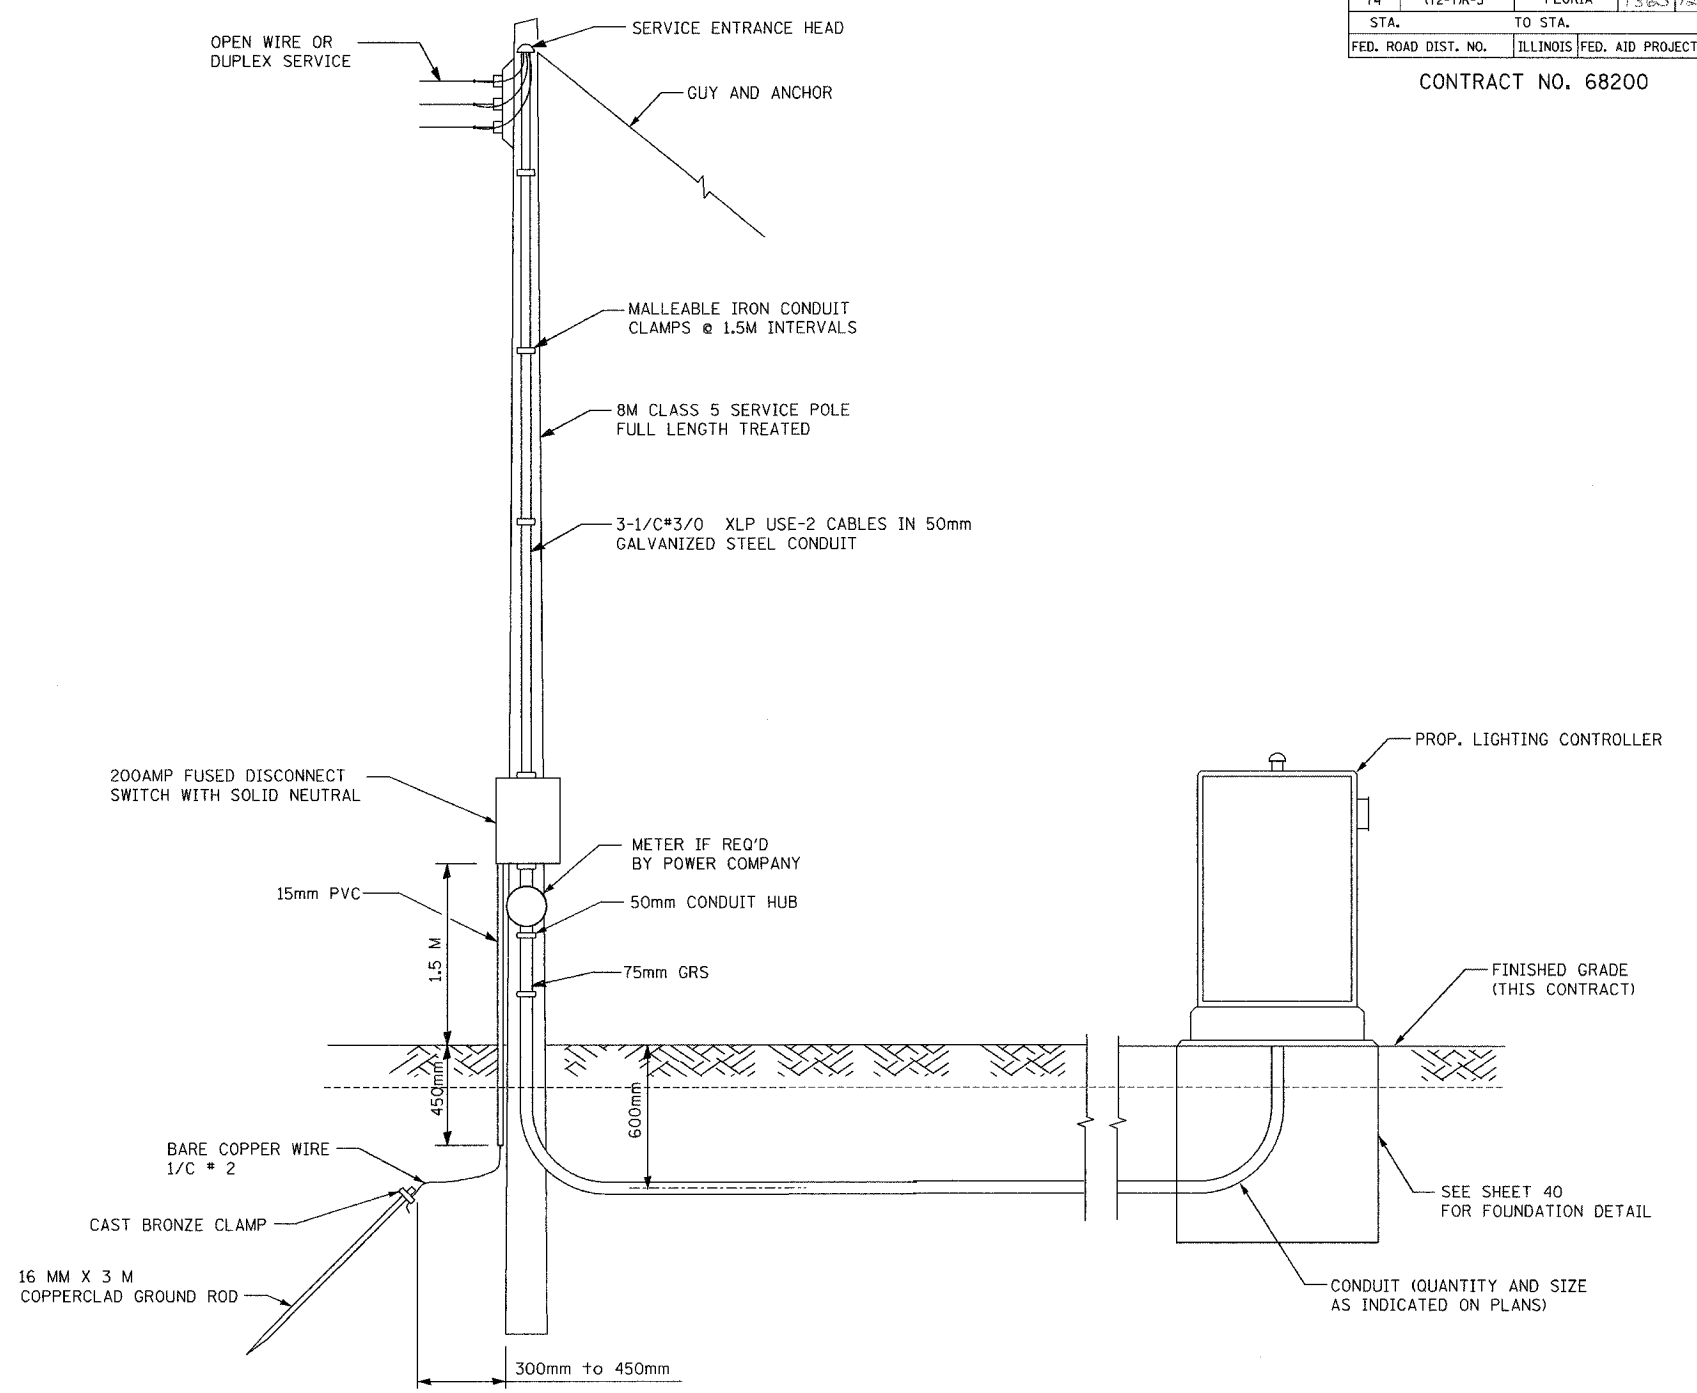 74
PEORIA
STA.
TO STA.
FED. ROAD DIST. NO.
ILLINOIS
FED. AID PROJECT
CONTRACT NO. 68200
OPEN WIRE OR
DUPLEX SERVICE
SERVICE ENTRANCE HEAD
GUY AND ANCHOR
MALLEABLE IRON CONDUIT
CLAMPS @ 1.5M INTERVALS
8M CLASS 5 SERVICE POLE
FULL LENGTH TREATED
3-1/C#3/0 XLP USE-2 CABLES IN 50mm
GALVANIZED STEEL CONDUIT
PROP. LIGHTING CONTROLLER
200AMP FUSED DISCONNECT
SWITCH WITH SOLID NEUTRAL
METER IF REQ'D
BY POWER COMPANY
15mm PVC
50mm CONDUIT HUB
1.5 M
75mm GRS
FINISHED GRADE
(THIS CONTRACT)
450mm
600mm
BARE COPPER WIRE
1/C # 2
CAST BRONZE CLAMP
SEE SHEET 40
FOR FOUNDATION DETAIL
16 MM X 3 M
COPPERCLAD GROUND ROD
CONDUIT (QUANTITY AND SIZE
AS INDICATED ON PLANS)
300mm to 450mm